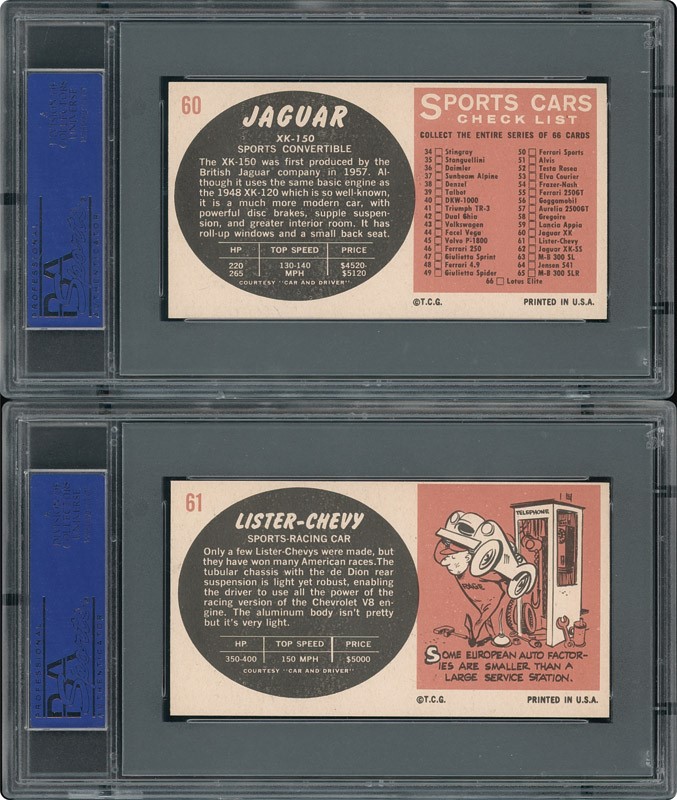 60
JAGUAR
XK-150
SPORTS CONVERTIBLE
The XK-150 was first produced by the
British Jaguar company in 1957. Al-
though it uses the same basic engine as
the 1948 XK-120 which is so well-known,
it is a much more modern car, with
powerful disc brakes, supple suspen-
sion, and greater interior room. It has
roll-up windows and a small back seat.
HP TOP SPEED PRICE
220 130-140 $4520-
265 MPH $5120
COURTESY "CAR AND DRIVER"
SPORTS CARS
CHECK LIST
COLLECT THE ENTIRE SERIES OF 66 CARDS
34 Stingray 50 Ferrari Sports
35 Stanguellini 51 Alvis
36 Daimler 52 Testa Rossa
37 Sunbeam Alpine 53 Elva Courier
38 Denzel 54 Frazer-Nash
39 Talbot 55 Ferrari 250GT
40 DKW-1000 56 Goggomobil
41 Triumph TR-3 57 Aurelia 2500GT
42 Dual Ghia 58 Gregoire
43 Volkswagen 59 Lancia Appia
44 Facel Vega 60 Jaguar XK
45 Volvo P-1800 61 Lister-Chevy
46 Ferrari 250 62 Jaguar XK-SS
47 Giulietta Sprint 63 M-B 300 SL
48 Ferrari 4.9 64 Jensen 541
49 Giulietta Spider 65 M-B 300 SLR
66 Lotus Elite
©T.C.G. PRINTED IN U.S.A.
PSA
PROFESSIONAL
61
LISTER-CHEVY
SPORTS-RACING CAR
Only a few Lister-Chevys were made, but
they have won many American races. The
tubular chassis with the de Dion rear
suspension is light yet robust, enabling
the driver to use all the power of the
racing version of the Chevrolet V8 en-
gine. The aluminum body isn't pretty
but it's very light.
HP TOP SPEED PRICE
350-400 150 MPH $5000
COURTESY "CAR AND DRIVER"
TELEPHONE
SOME EUROPEAN AUTO FACTOR-
IES ARE SMALLER THAN A
LARGE SERVICE STATION.
©T.C.G. PRINTED IN U.S.A.
PSA
PROFESSIONAL